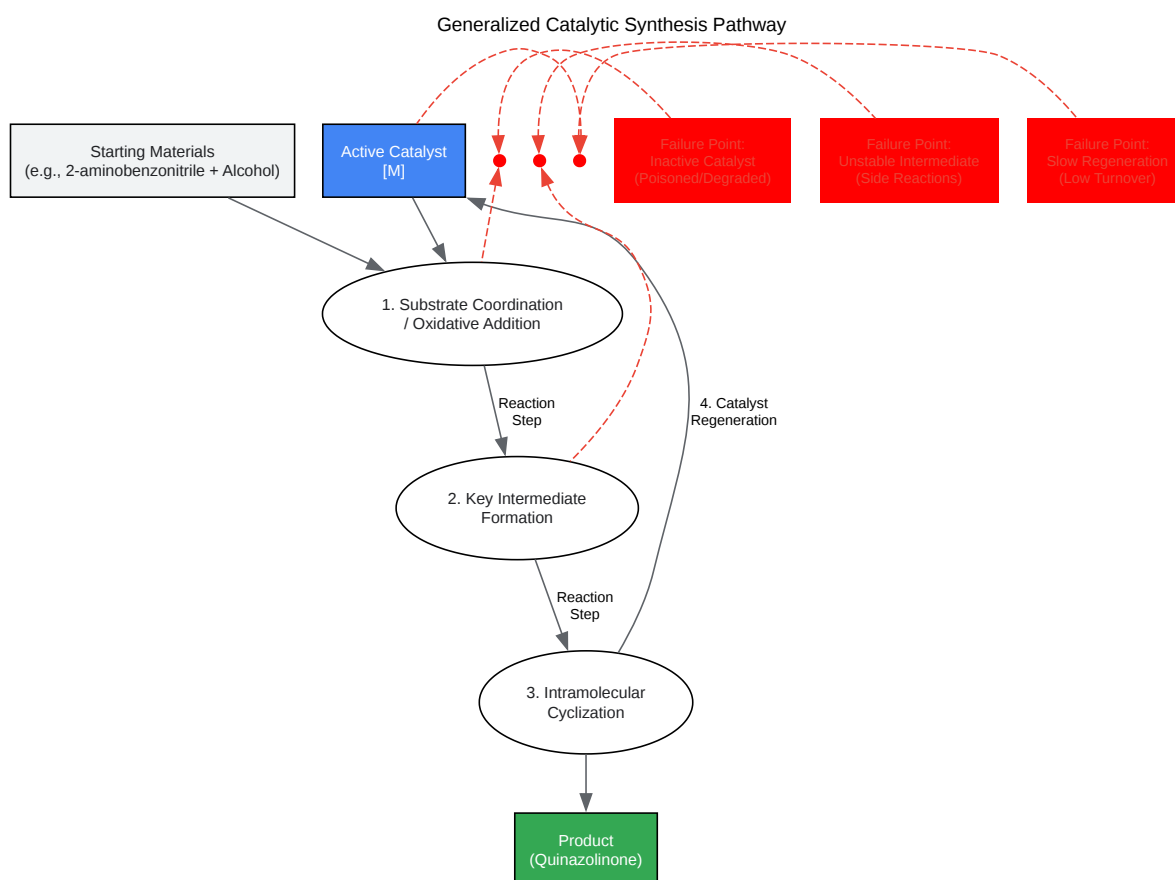 Generalized Catalytic Synthesis Pathway
Starting Materials
(e.g., 2-aminobenzonitrile + Alcohol)
Active Catalyst
[M]
Failure Point:
Inactive Catalyst
(Poisoned/Degraded)
Failure Point:
Unstable Intermediate
(Side Reactions)
Failure Point:
Slow Regeneration
(Low Turnover)
1. Substrate Coordination
/ Oxidative Addition
Reaction
Step
4. Catalyst
Regeneration
2. Key Intermediate
Formation
Reaction
Step
3. Intramolecular
Cyclization
Product
(Quinazolinone)